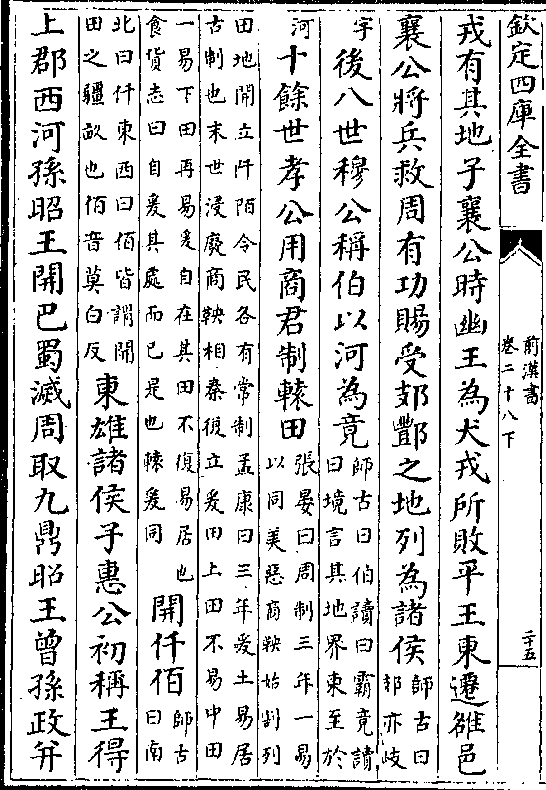 欽定四庫全書
前漢書
卷二十八下
二十五
戎有其地子襄公時幽王為犬戎所敗平王東遷雒邑
襄公將兵救周有功賜受𨙸酆之地列為諸侯
師古曰
𨙸亦岐
字
後八世穆公稱伯以河為竟
師古曰伯讀曰霸竟讀
曰境言其地界東至於
河
十餘世孝公用商君制轅田
張晏曰周制三年一易
以同美惡商鞅始割列
田地開立阡陌令民各有常制孟康曰三年爰土易居
古制也末世浸廢商鞅相秦復立爰田上田不易中田
一易下田再易爰自在其田不復易居也
食貨志曰自爰其處而已是也轅爰同
開仟佰
師古
曰南
北曰仟東西曰佰皆謂開
田之疆畝也佰音莫白反
東雄諸侯子惠公初稱王得
上郡西河孫昭王開巴蜀滅周取九鼎昭王曾孫政并